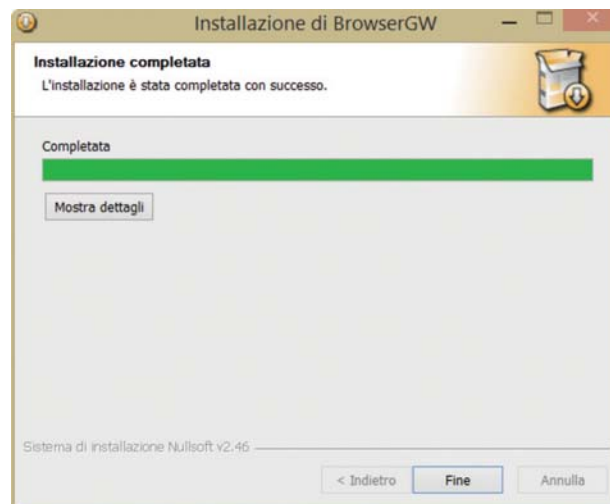 Installazione di BrowserGW
Installazione completata
L'installazione è stata completata con successo.
Completata
Mostra dettagli
Sistema di installazione Nullsoft v2.46
< Indietro Fine Annulla